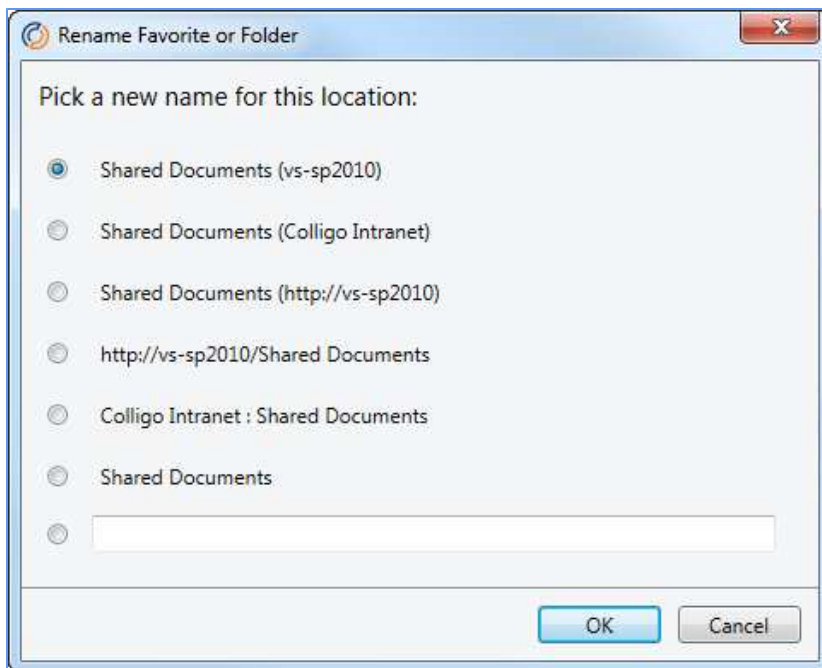 Rename Favorite or Folder
Pick a new name for this location:
Shared Documents (vs-sp2010)
Shared Documents (Colligo Intranet)
Shared Documents (http://vs-sp2010)
http://vs-sp2010/Shared Documents
Colligo Intranet : Shared Documents
Shared Documents
OK Cancel